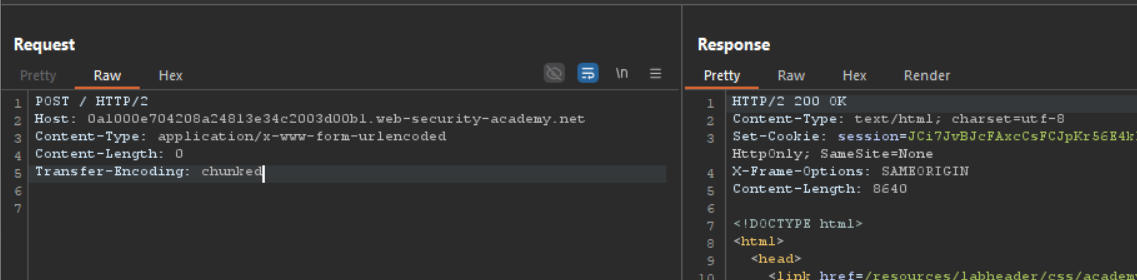 Request
Pretty Raw Hex \n
1 POST / HTTP/2
2 Host: 0a1000e704208a24813e34c2003d00b1.web-security-academy.net
3 Content-Type: application/x-www-form-urlencoded
4 Content-Length: 0
5 Transfer-Encoding: chunked
6
7
Response
Pretty Raw Hex Render
1 HTTP/2 200 OK
2 Content-Type: text/html; charset=utf-8
3 Set-Cookie: session=JCi7JvBJcFAxcCsFCJpKr56E4k
HttpOnly; SameSite=None
4 X-Frame-Options: SAMEORIGIN
5 Content-Length: 8640
6
7 <!DOCTYPE html>
8 <html>
9 <head>
10 <link href=/resources/labheader/css/academy